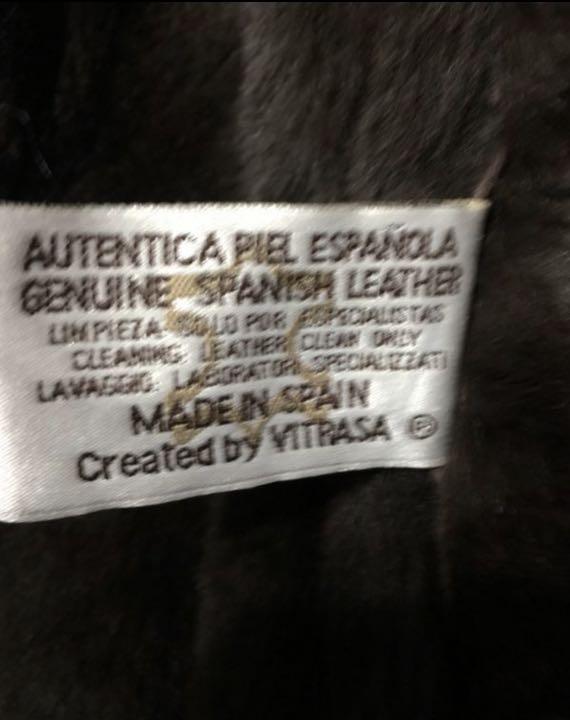 AUTENTICA PIEL ESPAÑOLA
GENUINE SPANISH LEATHER
LIMPIEZA: SOLO POR ESPECIALISTAS
CLEANING: LEATHER CLEAN ONLY
LAVAGGIO: LABORATORI SPECIALIZZATI
MADE IN SPAIN
Created by VITRASA ®